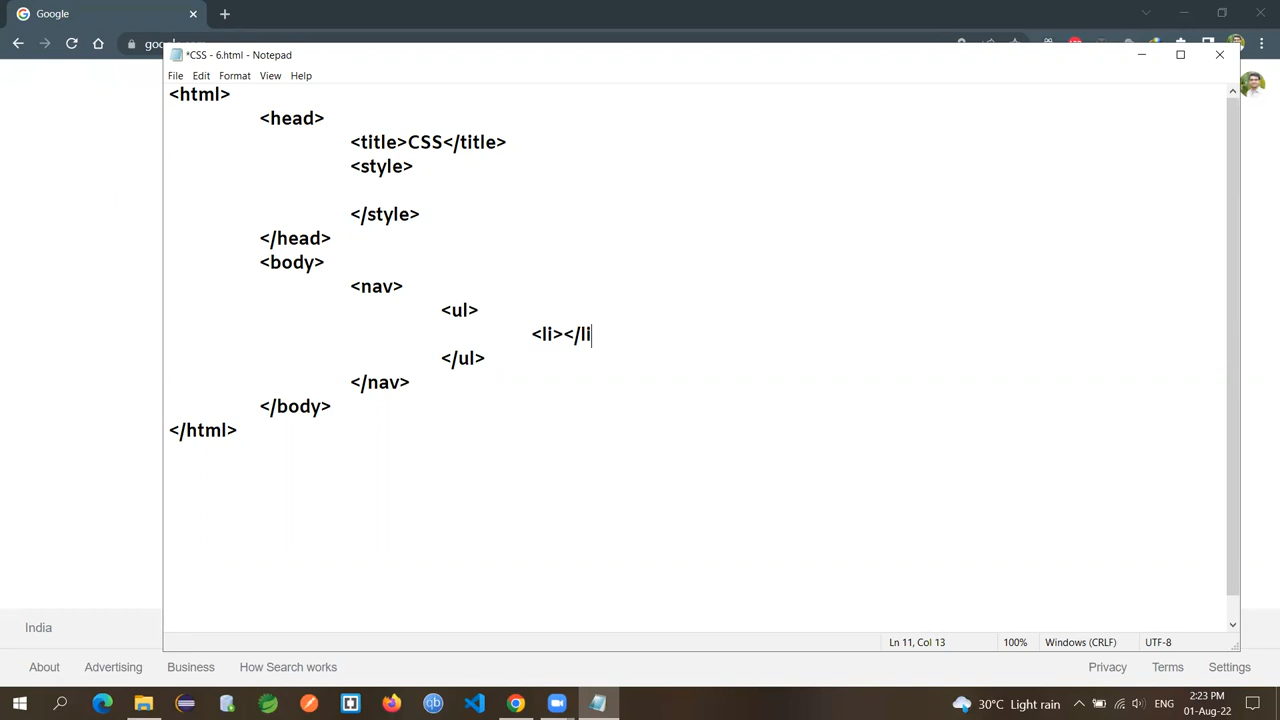 Google
goo
*CSS - 6.html - Notepad
File Edit Format View Help
<html>
<head>
<title>CSS</title>
<style>
</style>
</head>
<body>
<nav>
<ul>
<li></li
</ul>
</nav>
</body>
</html>
Ln 11, Col 13 100% Windows (CRLF) UTF-8
India
About Advertising Business How Search works Privacy Terms Settings
30°C Light rain ENG 2:23 PM
01-Aug-22